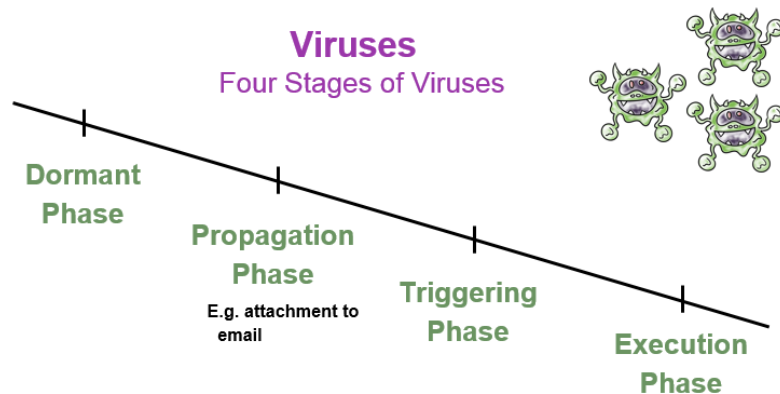 Viruses
Four Stages of Viruses
Dormant
Phase
Propagation
Phase
E.g. attachment to
email
Triggering
Phase
Execution
Phase